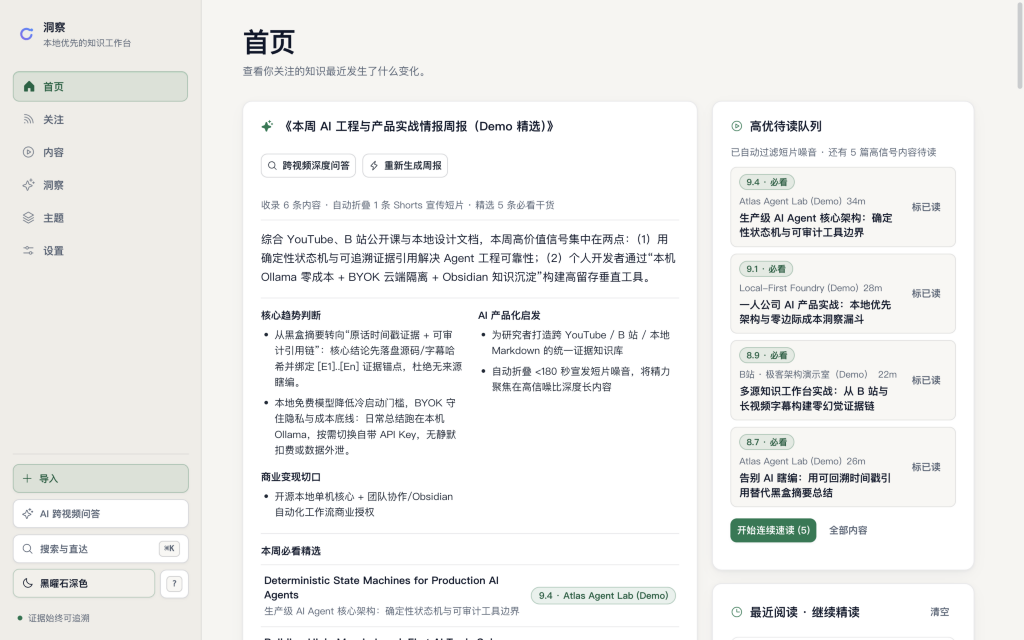 洞察
本地优先的知识工作台
首页
关注
内容
洞察
主题
设置
导入
AI 跨视频问答
搜索与直达
⌘K
黑曜石深色
?
证据始终可追溯
首页
查看你关注的知识最近发生了什么变化。
《本周 AI 工程与产品实战情报周报（Demo 精选）》
跨视频深度问答
重新生成周报
收录 6 条内容 · 自动折叠 1 条 Shorts 宣传短片 · 精选 5 条必看干货
综合 YouTube、B 站公开课与本地设计文档，本周高价值信号集中在两点：（1）用
确定性状态机与可追溯证据引用解决 Agent 工程可靠性；（2）个人开发者通过“本机
Ollama 零成本 + BYOK 云端隔离 + Obsidian 知识沉淀”构建高留存垂直工具。
核心趋势判断
从黑盒摘要转向“原话时间戳证据 + 可审
计引用链”：核心结论先落盘源码/字幕哈
希并绑定 [E1]..[En] 证据锚点，杜绝无来源
瞎编。
本地免费模型降低冷启动门槛，BYOK 守
住隐私与成本底线：日常总结跑在本机
Ollama，按需切换自带 API Key，无静默
扣费或数据外泄。
AI 产品化启发
为研究者打造跨 YouTube / B 站 / 本地
Markdown 的统一证据知识库
自动折叠 <180 秒宣发短片噪音，将精力
聚焦在高信噪比深度长内容
商业变现切口
开源本地单机核心 + 团队协作/Obsidian
自动化工作流商业授权
本周必看精选
Deterministic State Machines for Production AI
Agents
生产级 AI Agent 核心架构：确定性状态机与可审计工具边界
9.4 · Atlas Agent Lab (Demo)
高优待读队列
已自动过滤短片噪音 · 还有 5 篇高信号内容待读
9.4 · 必看
Atlas Agent Lab (Demo) 34m
生产级 AI Agent 核心架构：确定
性状态机与可审计工具边界
标已读
9.1 · 必看
Local-First Foundry (Demo) 28m
一人公司 AI 产品实战：本地优先
架构与零边际成本洞察漏斗
标已读
8.9 · 必看
B站 · 极客架构演示室（Demo） 22m
多源知识工作台实战：从 B 站与
长视频字幕构建零幻觉证据链
标已读
8.7 · 必看
Atlas Agent Lab (Demo) 26m
告别 AI 瞎编：用可回溯时间戳引
用替代黑盒摘要总结
标已读
开始连续速读 (5)
全部内容
最近阅读 · 继续精读
清空